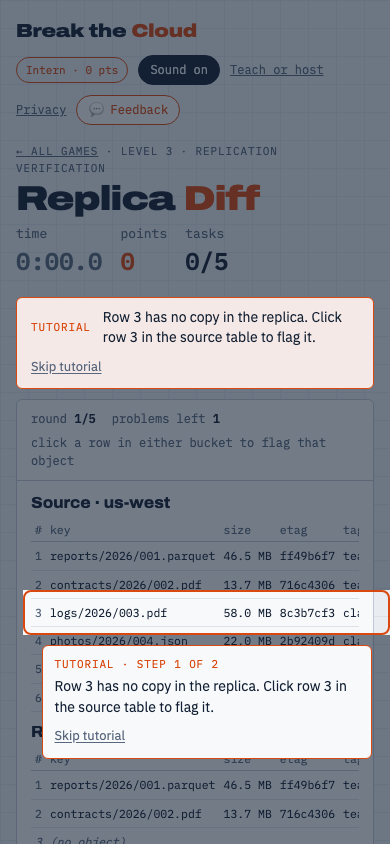 Break the Cloud
Intern · 0 pts
Sound on
Teach or host
Privacy
💬 Feedback
← ALL GAMES · LEVEL 3 · REPLICATION
VERIFICATION
Replica Diff
time points tasks
0:00.0 0 0/5
TUTORIAL
Row 3 has no copy in the replica. Click
row 3 in the source table to flag it.
Skip tutorial
round 1/5 problems left 1
click a row in either bucket to flag that
object
Source · us-west
# key size etag
1 reports/2026/001.parquet 46.5 MB ff49b6f7
2 contracts/2026/002.pdf 13.7 MB 716c4306
3 logs/2026/003.pdf 58.0 MB 8c3b7cf3
4 photos/2026/004.json 22.0 MB 2b92409d
5
TUTORIAL · STEP 1 OF 2
Row 3 has no copy in the replica. Click row 3 in
the source table to flag it.
Skip tutorial
6
R
# key size etag
1 reports/2026/001.parquet 46.5 MB ff49b6f7
2 contracts/2026/002.pdf 13.7 MB 716c4306
3 (no object)